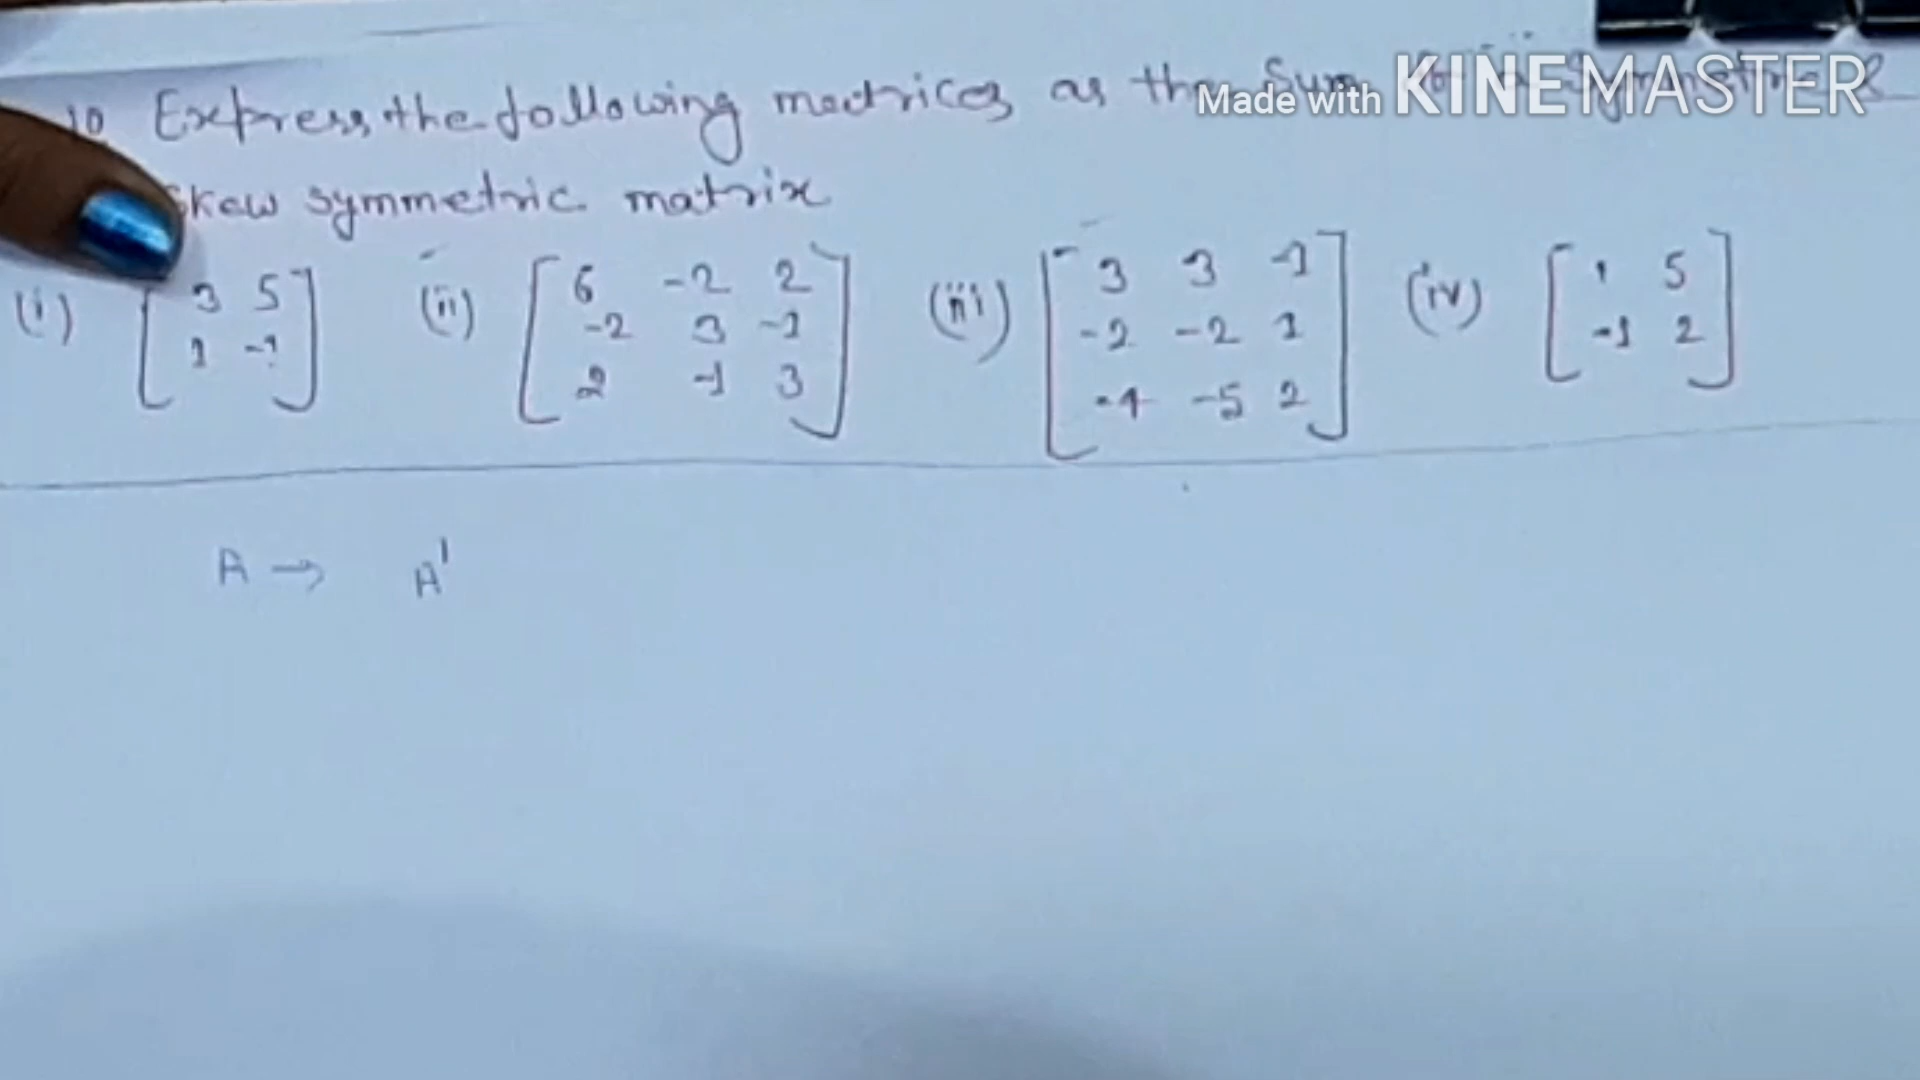 10 Express the following matrices as the Sum of a Symmetric &
Made with KINEMASTER
Skew symmetric matrix
(i) [3 5 (ii) [6 -2 2 (iii) [3 3 -1 (iv) [1 5
1 -1] -2 3 -1 -2 -2 1 -1 2]
2 -1 3] -4 -5 2]
A → A'